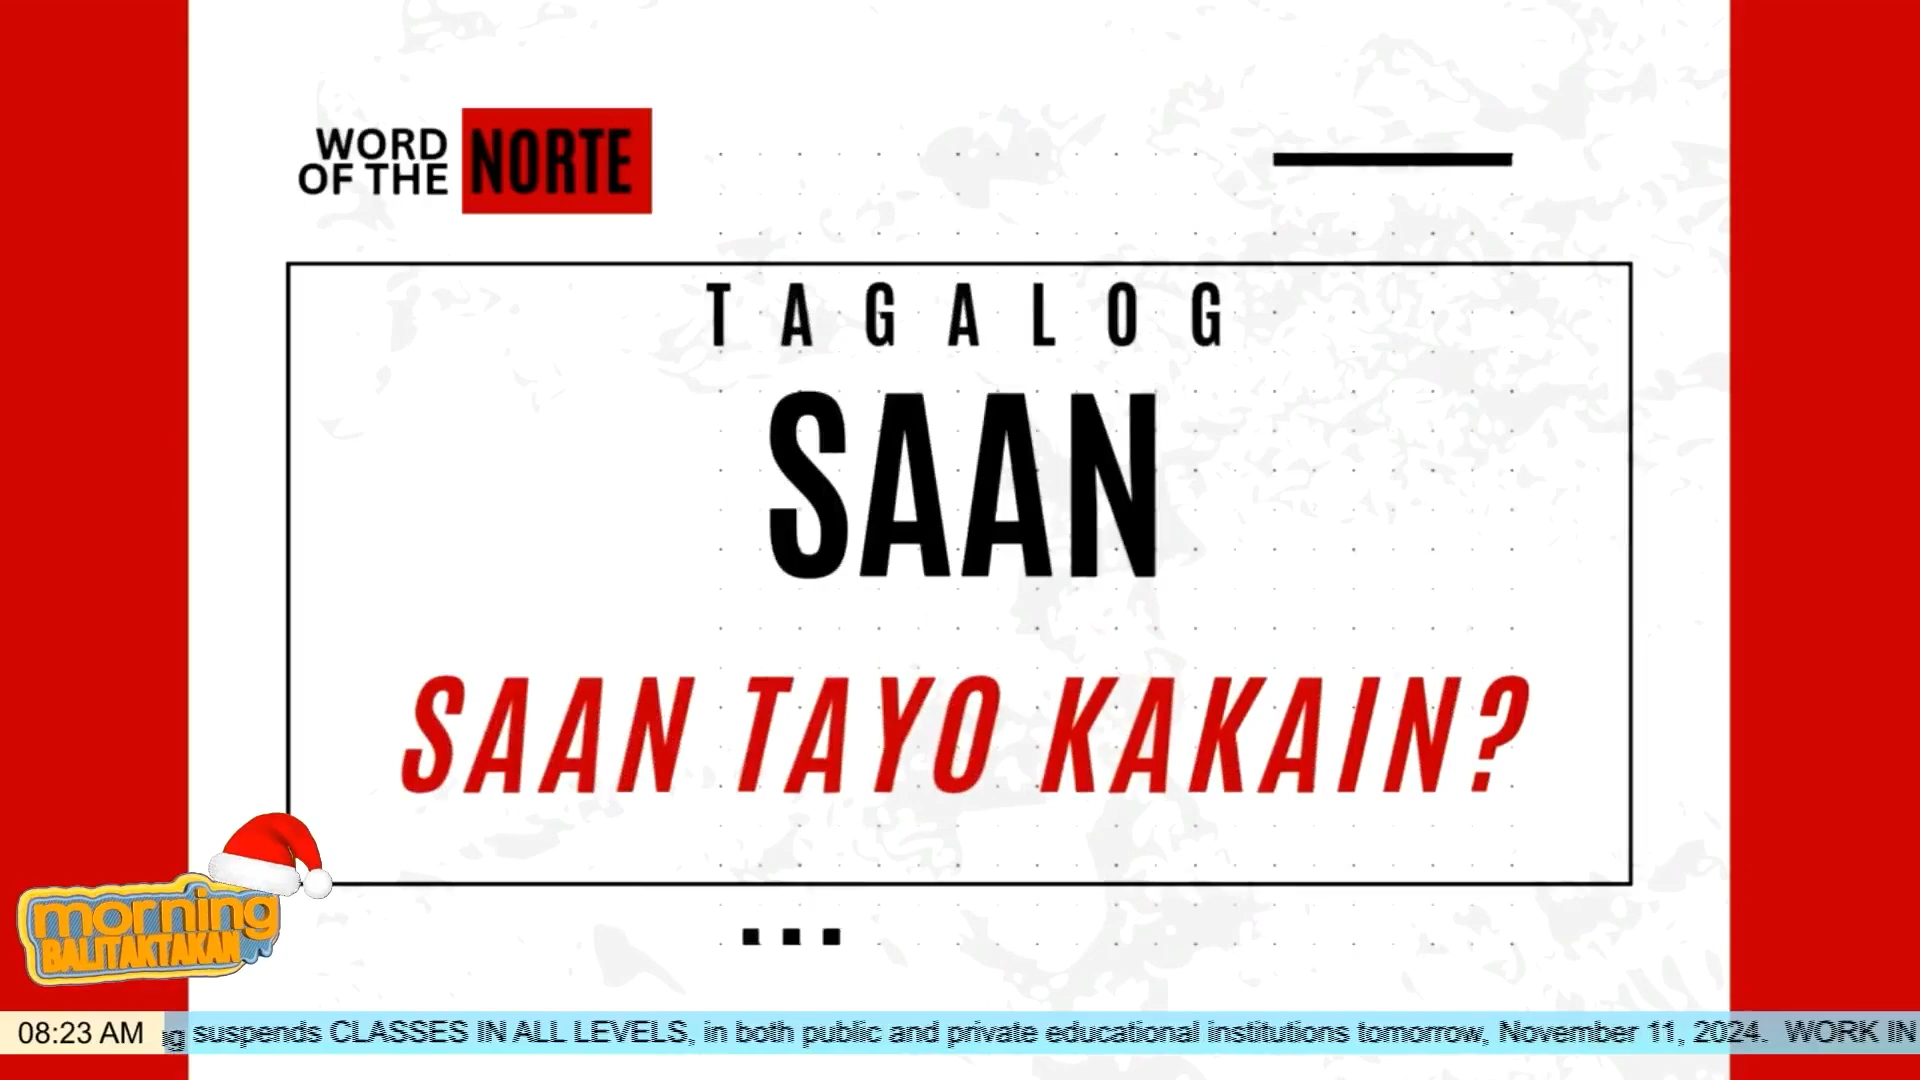 WORD
OF THE
NORTE
TAGALOG
SAAN
SAAN TAYO KAKAIN?
morning
BALITAKTAKAN
08:23 AM
suspends CLASSES IN ALL LEVELS, in both public and private educational institutions tomorrow, November 11, 2024. WORK IN